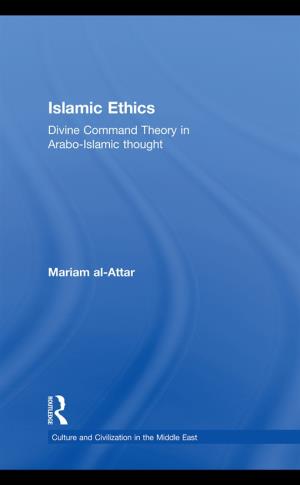 Islamic Ethics
Divine Command Theory in
Arabo-Islamic thought
Mariam al-Attar
ROUTLEDGE
Culture and Civilization in the Middle East